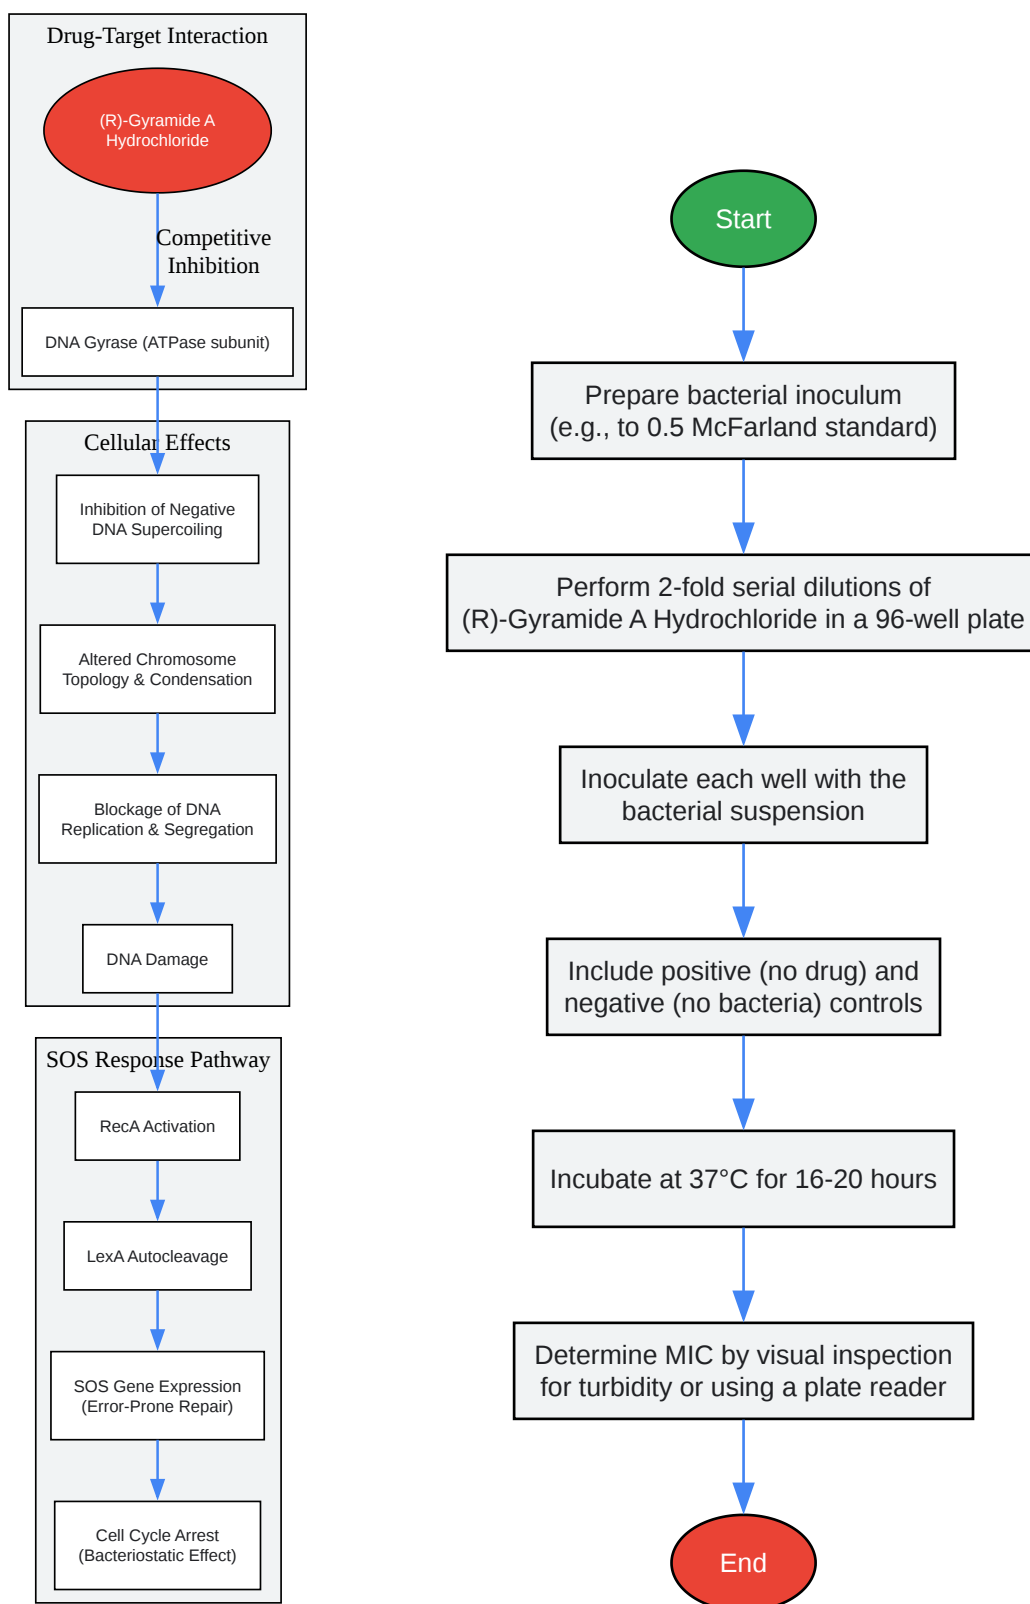 Drug-Target Interaction
(R)-Gyramide A
Hydrochloride
Competitive
Inhibition
DNA Gyrase (ATPase subunit)
Cellular Effects
Inhibition of Negative
DNA Supercoiling
Altered Chromosome
Topology & Condensation
Blockage of DNA
Replication & Segregation
DNA Damage
SOS Response Pathway
RecA Activation
LexA Autocleavage
SOS Gene Expression
(Error-Prone Repair)
Cell Cycle Arrest
(Bacteriostatic Effect)
Start
Prepare bacterial inoculum
(e.g., to 0.5 McFarland standard)
Perform 2-fold serial dilutions of
(R)-Gyramide A Hydrochloride in a 96-well plate
Inoculate each well with the
bacterial suspension
Include positive (no drug) and
negative (no bacteria) controls
Incubate at 37°C for 16-20 hours
Determine MIC by visual inspection
for turbidity or using a plate reader
End